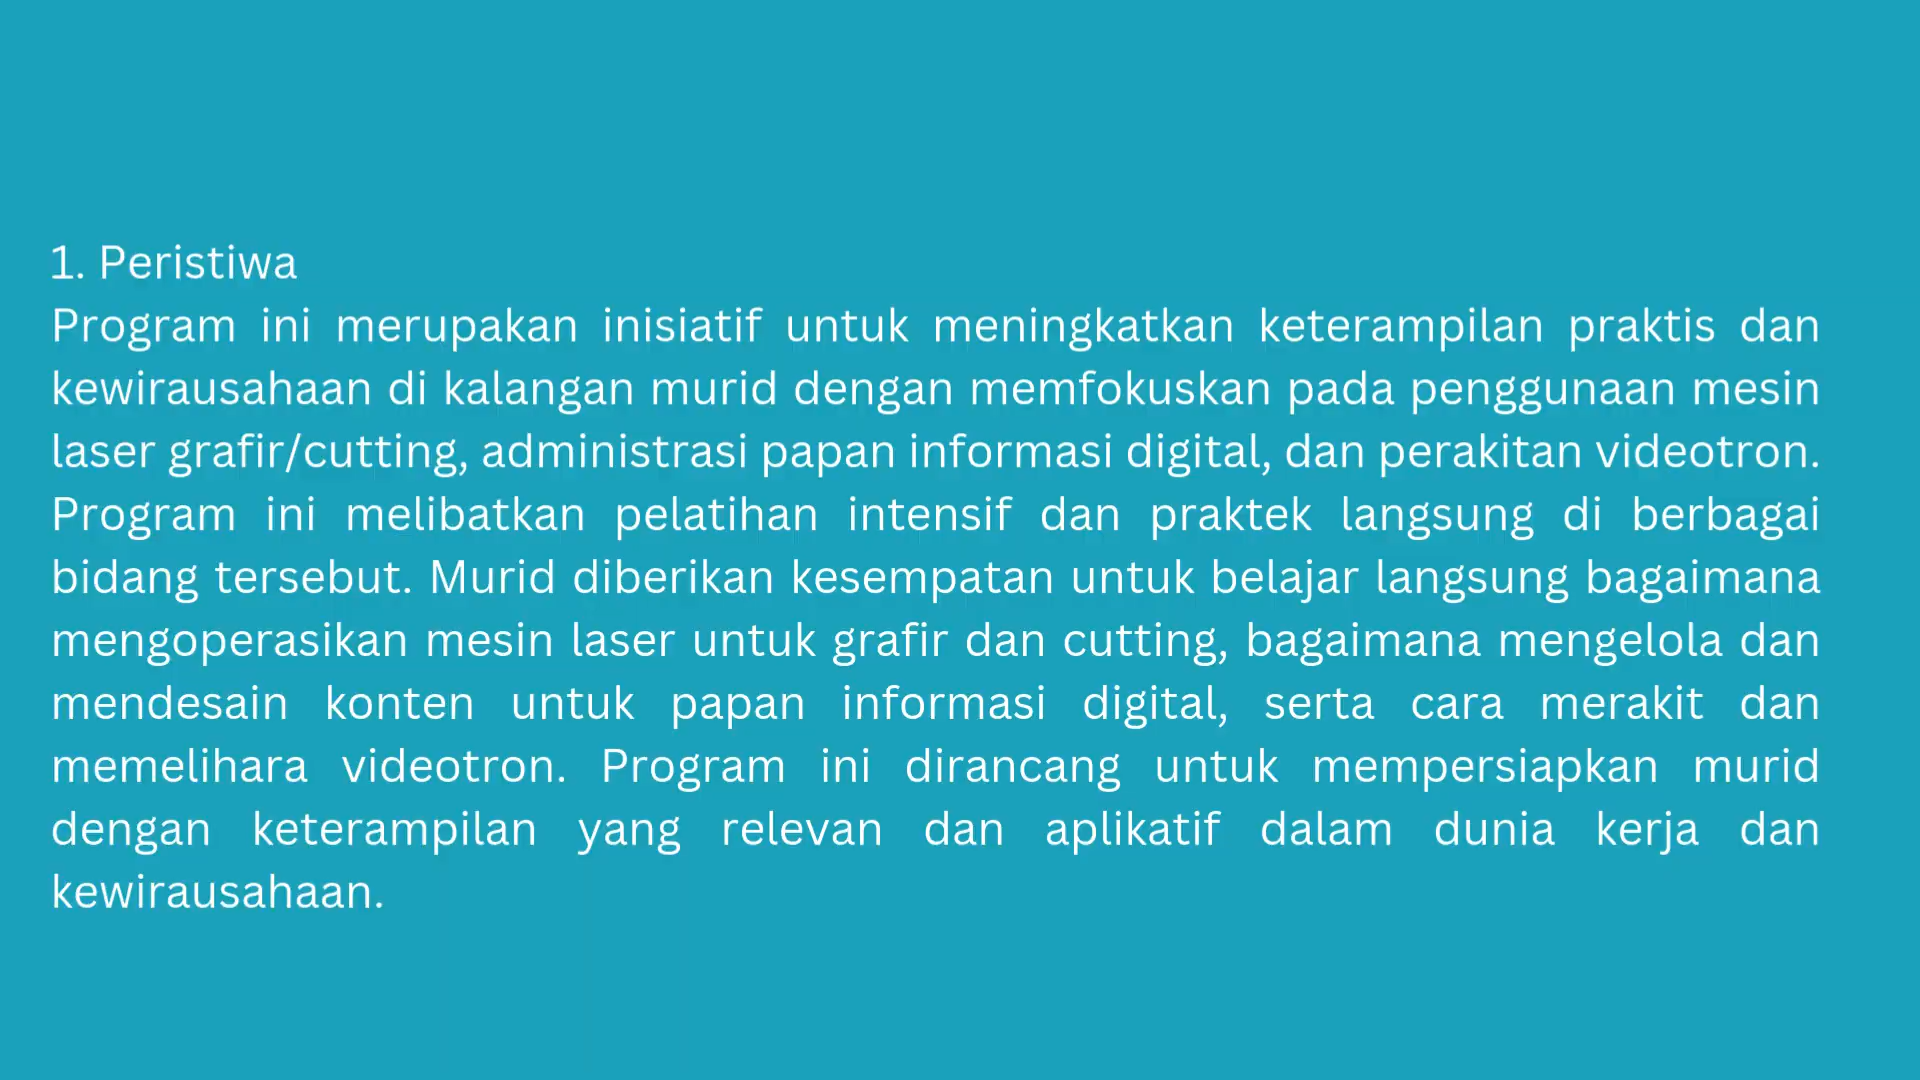 1. Peristiwa
Program ini merupakan inisiatif untuk meningkatkan keterampilan praktis dan
kewirausahaan di kalangan murid dengan memfokuskan pada penggunaan mesin
laser grafir/cutting, administrasi papan informasi digital, dan perakitan videotron.
Program ini melibatkan pelatihan intensif dan praktek langsung di berbagai
bidang tersebut. Murid diberikan kesempatan untuk belajar langsung bagaimana
mengoperasikan mesin laser untuk grafir dan cutting, bagaimana mengelola dan
mendesain konten untuk papan informasi digital, serta cara merakit dan
memelihara videotron. Program ini dirancang untuk mempersiapkan murid
dengan keterampilan yang relevan dan aplikatif dalam dunia kerja dan
kewirausahaan.